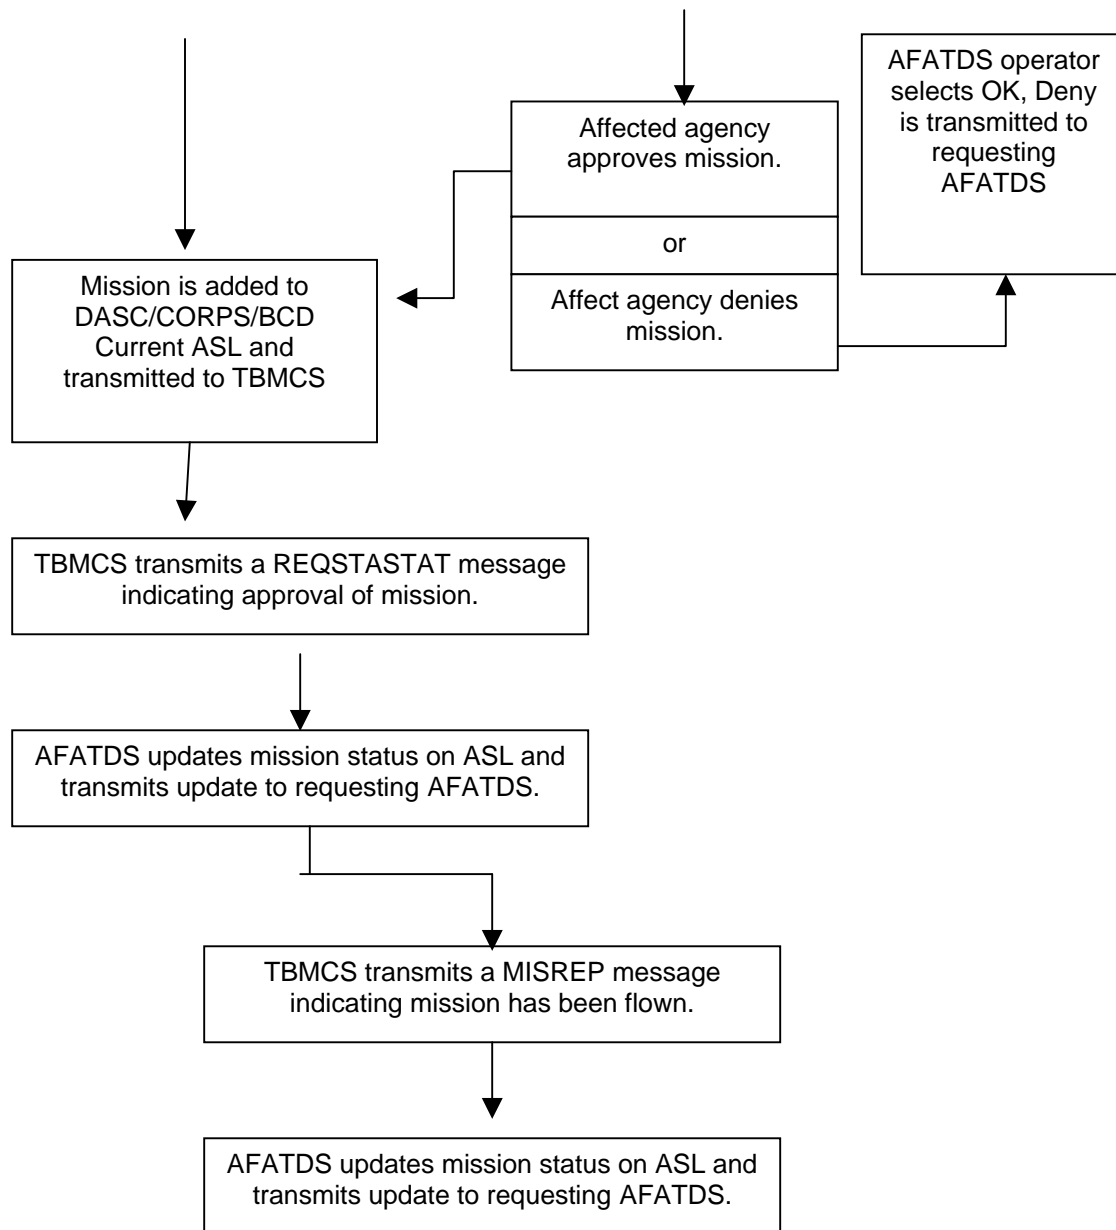 AFATDS operator
selects OK, Deny
is transmitted to
requesting
AFATDS
Affected agency
approves mission.
or
Affect agency denies
mission.
Mission is added to
DASC/CORPS/BCD
Current ASL and
transmitted to TBMCS
TBMCS transmits a REQSTASTAT message
indicating approval of mission.
AFATDS updates mission status on ASL and
transmits update to requesting AFATDS.
TBMCS transmits a MISREP message
indicating mission has been flown.
AFATDS updates mission status on ASL and
transmits update to requesting AFATDS.